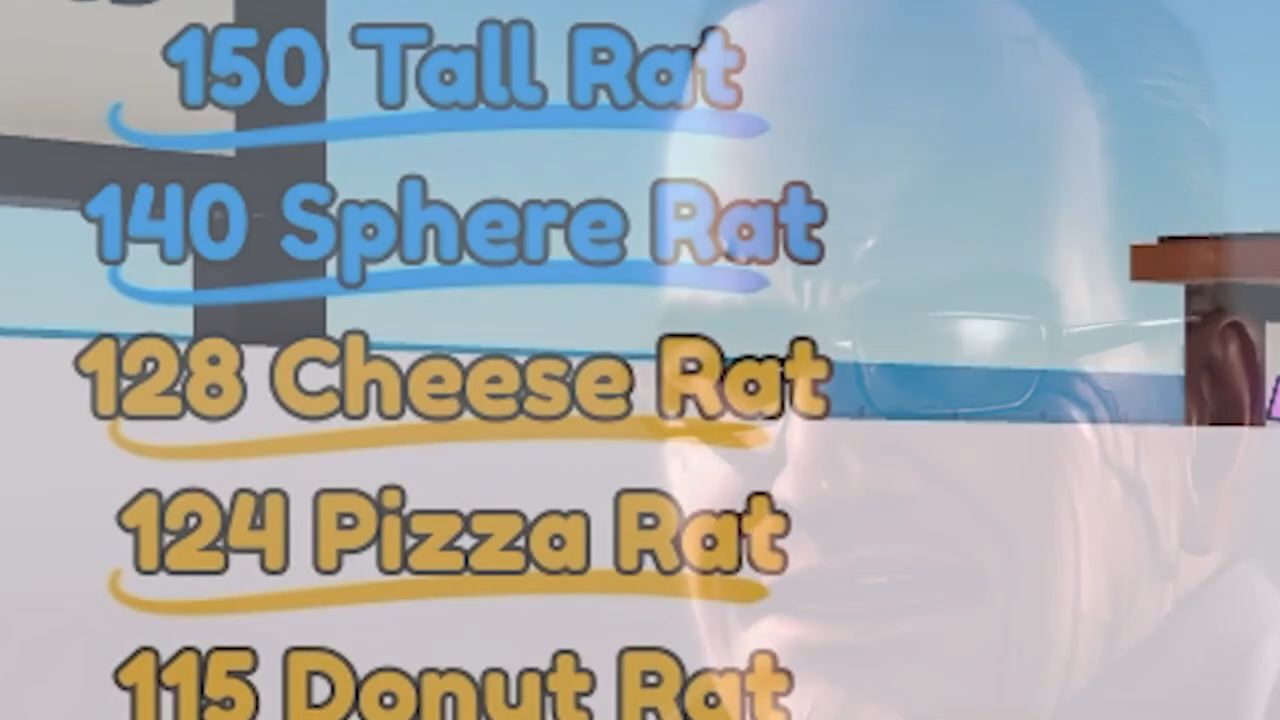 150 Tall Rat
140 Sphere Rat
128 Cheese Rat
124 Pizza Rat
115 Donut Rat